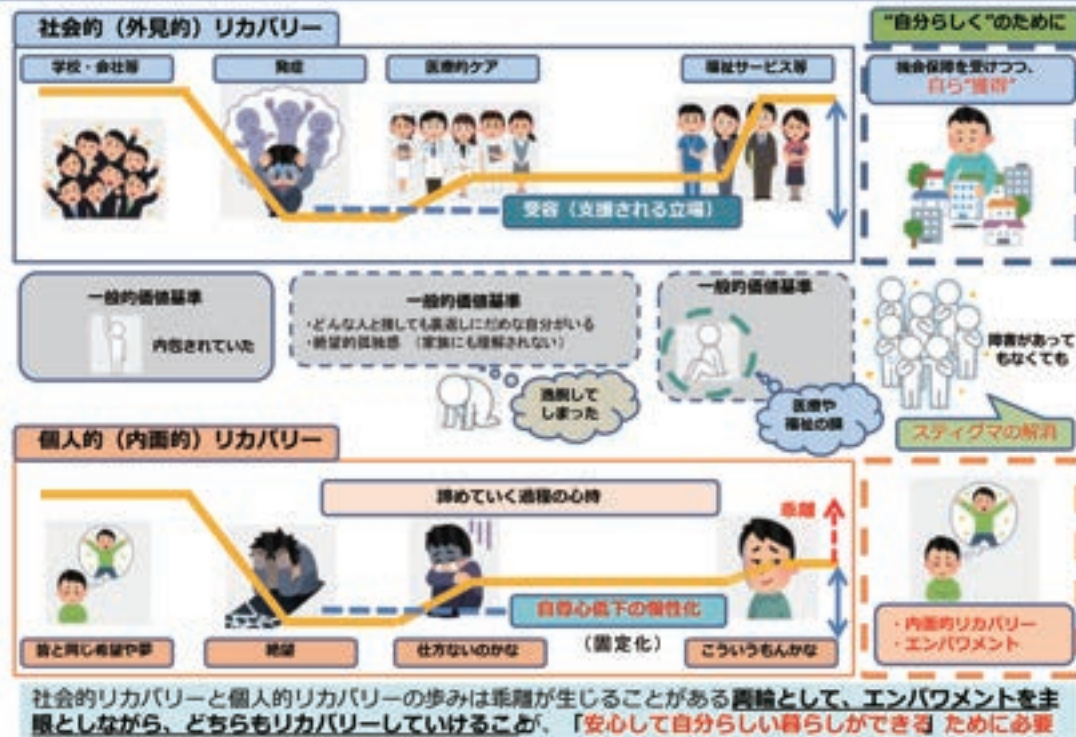 社会的（外見的）リカバリー
"自分らしく"のために
学校・会社等
発症
医療的ケア
福祉サービス等
機会保障を受けつつ、
自ら"獲得"
受容（支援される立場）
一般的価値基準
内包されていた
一般的価値基準
・どんな人と接しても裏返しにだめな自分がいる
・絶望的孤独感　（家族にも理解されない）
逸脱して
しまった
一般的価値基準
医療や
福祉の膜
障害があって
もなくても
スティグマの解消
個人的（内面的）リカバリー
諦めていく過程の心持
乖離
自尊心低下の慢性化
（固定化）
皆と同じ希望や夢
絶望
仕方ないのかな
こういうもんかな
・内面的リカバリー
・エンパワメント
社会的リカバリーと個人的リカバリーの歩みは乖離が生じることがある両輪として、エンパワメントを主
眼としながら、どちらもリカバリーしていけることが、「安心して自分らしい暮らしができる」ために必要